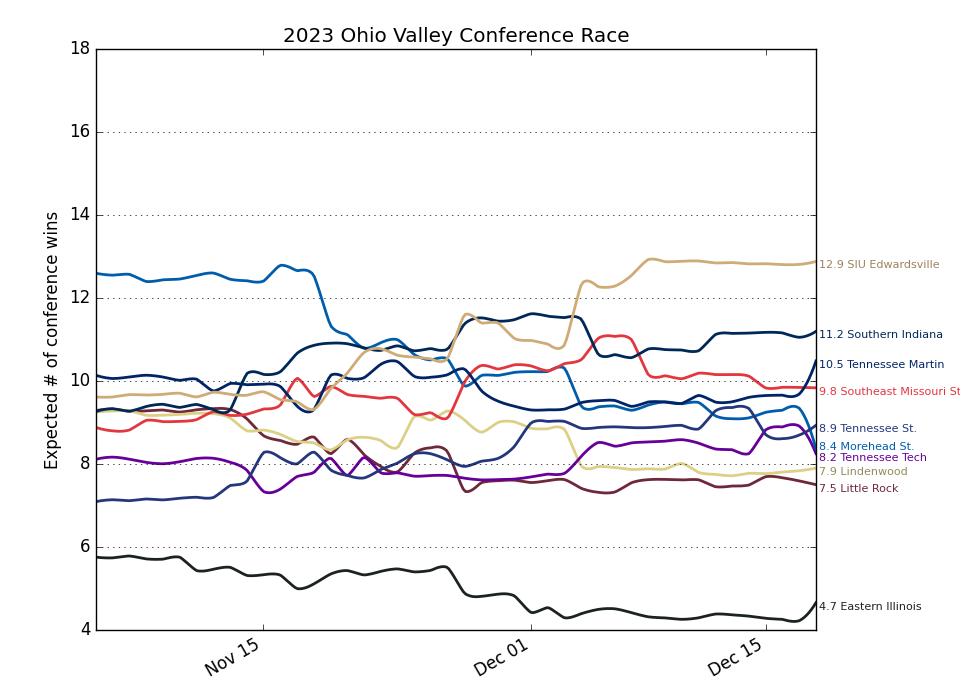 2023 Ohio Valley Conference Race
Expected # of conference wins
18
16
14
12
10
8
6
4
12.9 SIU Edwardsville
11.2 Southern Indiana
10.5 Tennessee Martin
9.8 Southeast Missouri St
8.9 Tennessee St.
8.4 Morehead St.
8.2 Tennessee Tech
7.9 Lindenwood
7.5 Little Rock
4.7 Eastern Illinois
Nov 15
Dec 01
Dec 15